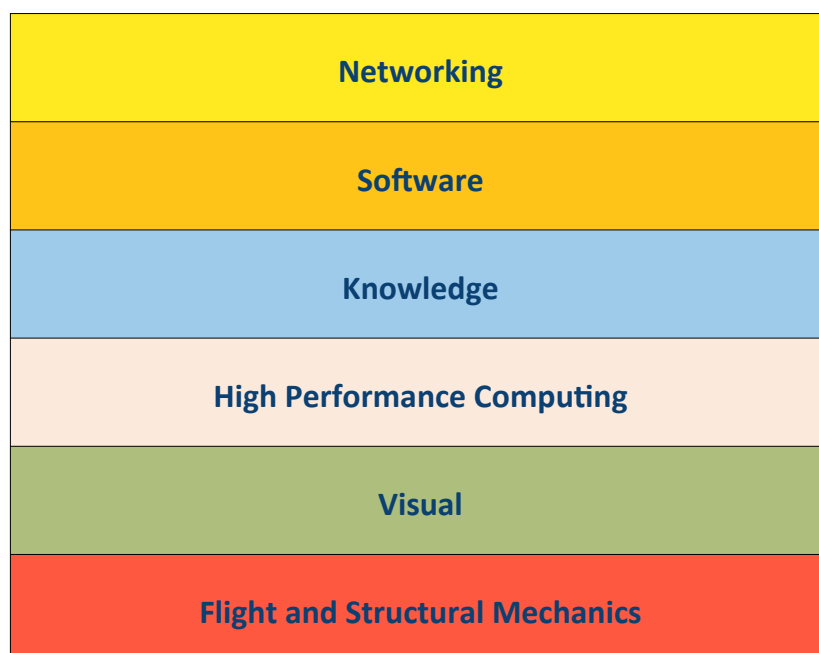 Networking
Software
Knowledge
High Performance Computing
Visual
Flight and Structural Mechanics